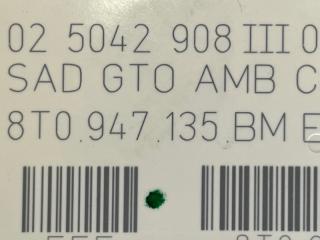 02 5042 908 III 0
SAD GTO AMB C
8T0.947.135 BM E